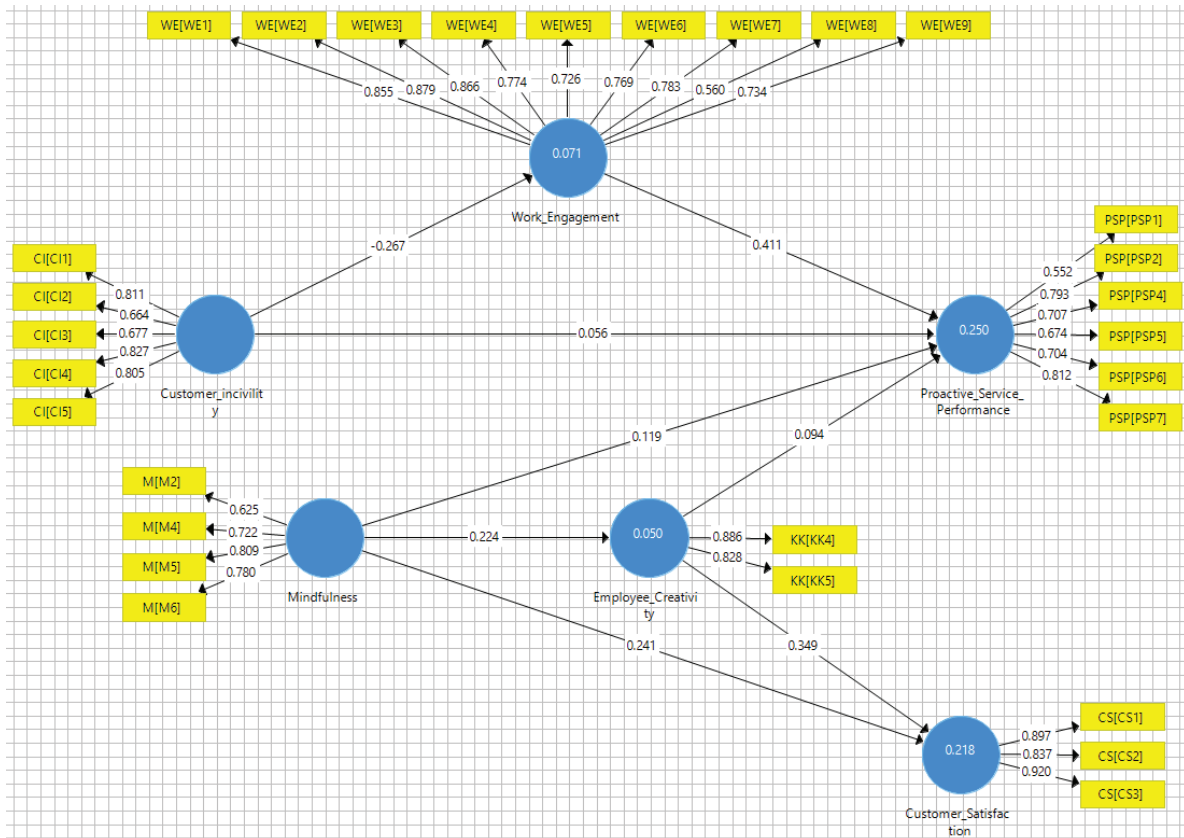 WE[WE1] WE[WE2] WE[WE3] WE[WE4] WE[WE5] WE[WE6] WE[WE7] WE[WE8] WE[WE9]
0.855 0.879 0.866 0.774 0.726 0.769 0.783 0.560 0.734
0.071
Work_Engagement
-0.267
0.411
CI[CI1]
CI[CI2]
CI[CI3]
CI[CI4]
CI[CI5]
0.811
0.664
0.677
0.827
0.805
Customer_incivilit
y
0.056
PSP[PSP1]
PSP[PSP2]
PSP[PSP4]
PSP[PSP5]
PSP[PSP6]
PSP[PSP7]
0.552
0.793
0.707
0.674
0.704
0.812
0.250
Proactive_Service_
Performance
0.119
0.094
M[M2]
M[M4]
M[M5]
M[M6]
0.625
0.722
0.809
0.780
Mindfulness
0.224
0.050
Employee_Creativi
ty
0.886
0.828
KK[KK4]
KK[KK5]
0.241
0.349
0.218
Customer_Satisfac
tion
0.897
0.837
0.920
CS[CS1]
CS[CS2]
CS[CS3]